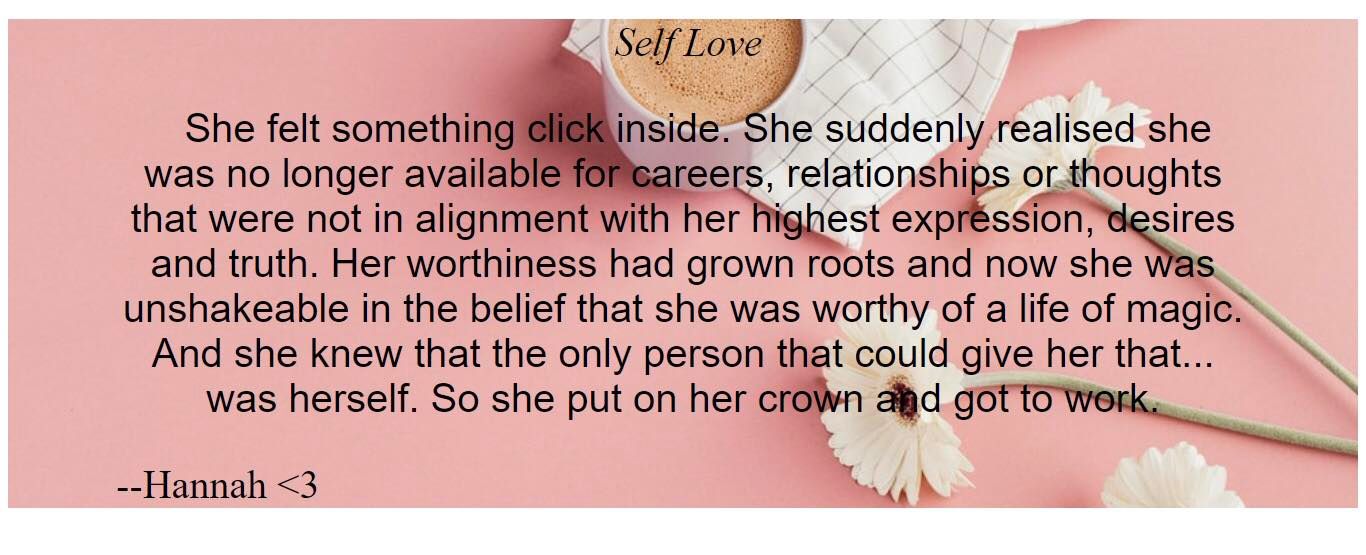 Self Love
She felt something click inside. She suddenly realised she
was no longer available for careers, relationships or thoughts
that were not in alignment with her highest expression, desires
and truth. Her worthiness had grown roots and now she was
unshakeable in the belief that she was worthy of a life of magic.
And she knew that the only person that could give her that...
was herself. So she put on her crown and got to work.
--Hannah <3